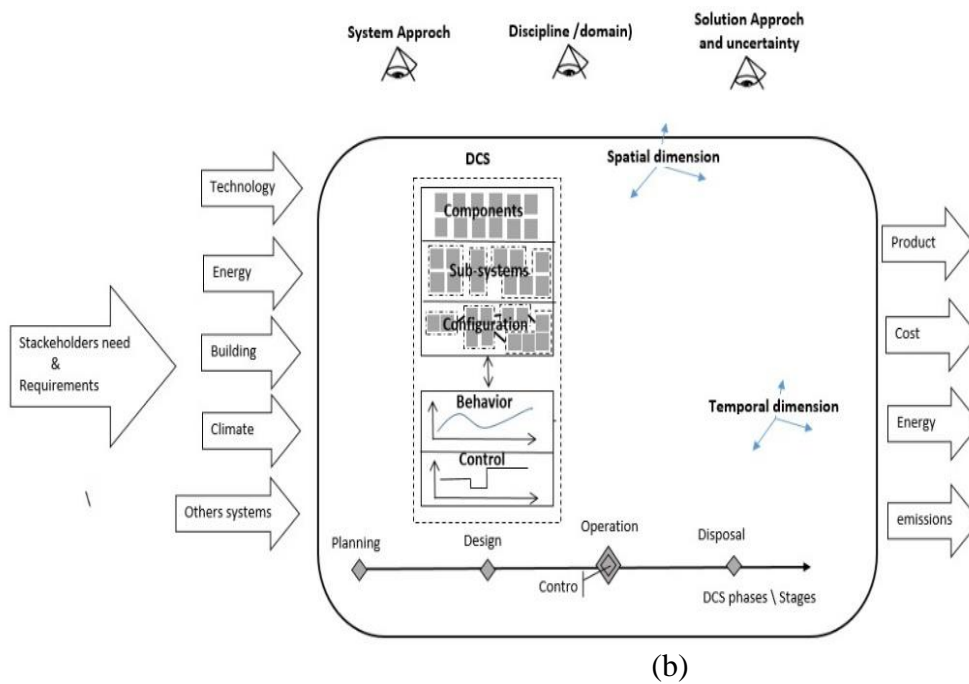 System Approch
Discipline /domain)
Solution Approch
and uncertainty
DCS
Spatial dimension
Technology
Components
Product
Energy
Sub-systems
Stackeholders need
&
Requirements
Building
Configuration
Cost
Climate
Behavior
Temporal dimension
Energy
Control
Others systems
emissions
\
Planning
Design
Operation
Disposal
Contro
DCS phases \ Stages
(b)